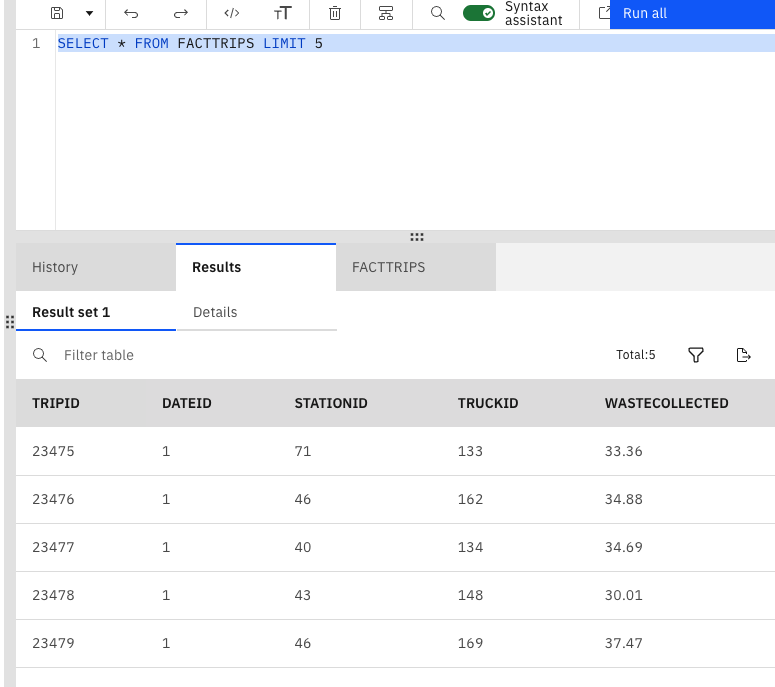 Syntax
assistant
Run all
1 SELECT * FROM FACTTRIPS LIMIT 5
History Results FACTTRIPS
Result set 1 Details
Filter table Total:5
TRIPID DATEID STATIONID TRUCKID WASTECOLLECTED
23475 1 71 133 33.36
23476 1 46 162 34.88
23477 1 40 134 34.69
23478 1 43 148 30.01
23479 1 46 169 37.47